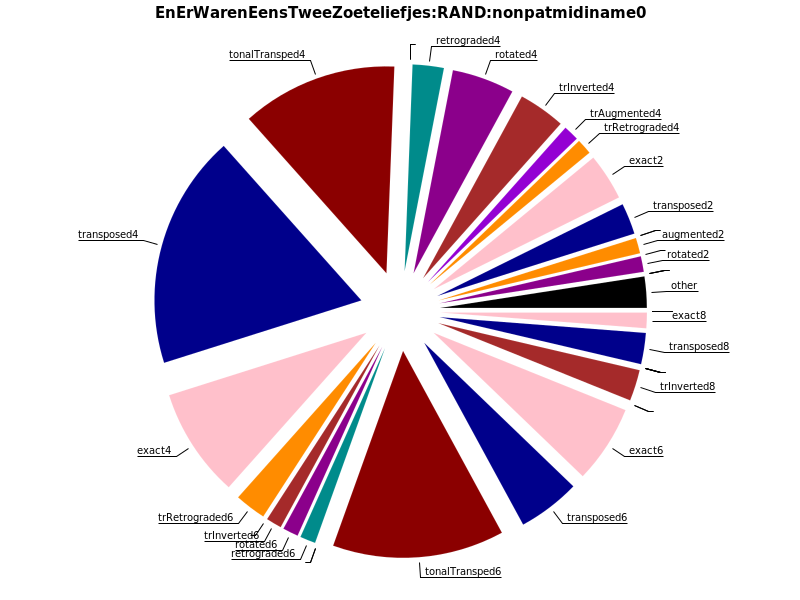 EnErWarenEensTweeZoeteliefjes:RAND:nonpatmidiname0
retrograded4
tonalTransped4
rotated4
trInverted4
trAugmented4
trRetrograded4
exact2
transposed2
transposed4
augmented2
rotated2
other
exact8
transposed8
trInverted8
exact4
exact6
trRetrograded6
transposed6
trInverted6
rotated6
retrograded6
tonalTransped6